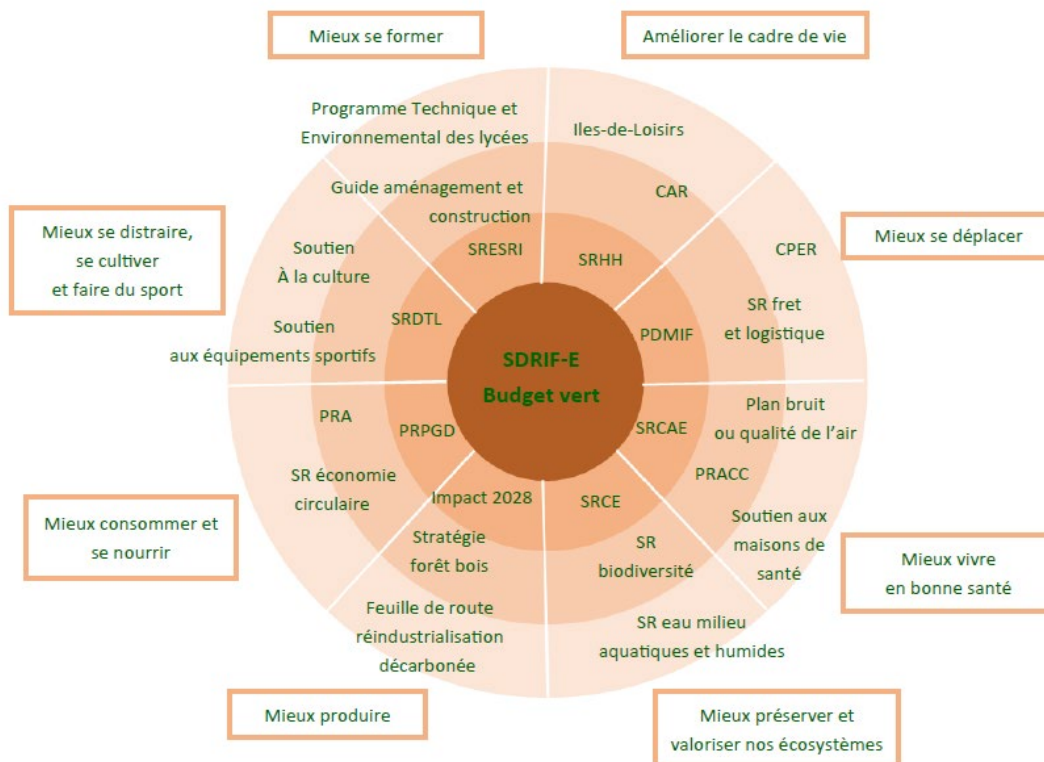 Mieux se former
Améliorer le cadre de vie
Programme Technique et
Environnemental des lycées
Iles-de-Loisirs
Guide aménagement et
construction
CAR
Mieux se distraire,
se cultiver
et faire du sport
Soutien
À la culture
SRESRI
SRHH
CPER
Mieux se déplacer
Soutien
aux équipements sportifs
SRDTL
PDMIF
SR fret
et logistique
SDRIF-E
Budget vert
PRA
PRPGD
SRCAE
Plan bruit
ou qualité de l'air
SR économie
circulaire
Impact 2028
SRCE
PRACC
Mieux consommer et
se nourrir
Stratégie
forêt bois
SR
biodiversité
Soutien aux
maisons de
santé
Mieux vivre
en bonne santé
Feuille de route
réindustrialisation
décarbonée
SR eau milieu
aquatiques et humides
Mieux produire
Mieux préserver et
valoriser nos écosystèmes